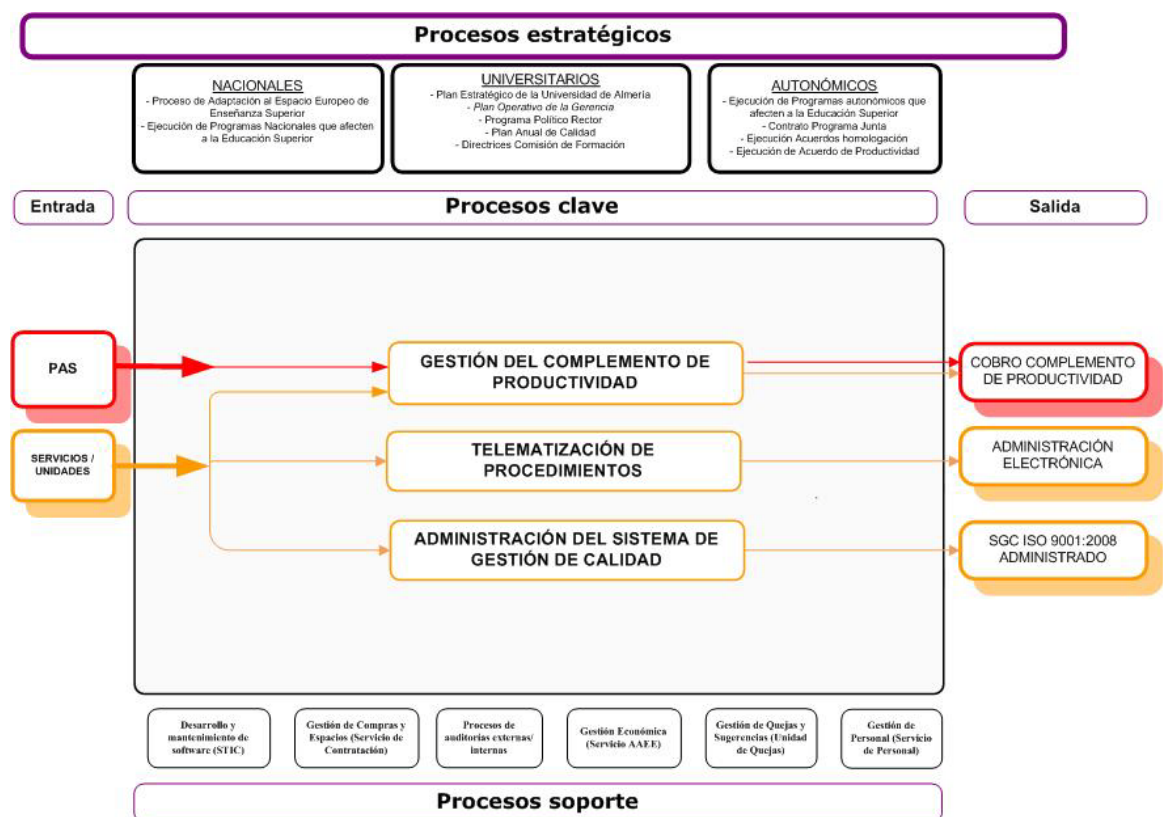 Procesos estratégicos
NACIONALES
- Proceso de Adaptación al Espacio Europeo de
Enseñanza Superior
- Ejecución de Programas Nacionales que afecten
a la Educación Superior
UNIVERSITARIOS
- Plan Estratégico de la Universidad de Almería
- Plan Operativo de la Gerencia
- Programa Político Rector
- Plan Anual de Calidad
- Directrices Comisión de Formación
AUTONÓMICOS
- Ejecución de Programas autonómicos que
afecten a la Educación Superior
- Contrato Programa Junta
- Ejecución Acuerdos homologación
- Ejecución de Acuerdo de Productividad
Entrada
Procesos clave
Salida
PAS
GESTIÓN DEL COMPLEMENTO DE
PRODUCTIVIDAD
COBRO COMPLEMENTO
DE PRODUCTIVIDAD
SERVICIOS /
UNIDADES
TELEMATIZACIÓN DE
PROCEDIMIENTOS
ADMINISTRACIÓN
ELECTRÓNICA
ADMINISTRACIÓN DEL SISTEMA DE
GESTIÓN DE CALIDAD
SGC ISO 9001:2008
ADMINISTRADO
Desarrollo y
mantenimiento de
software (STIC)
Gestión de Compras y
Espacios (Servicio de
Contratación)
Procesos de
auditorías externas/
internas
Gestión Económica
(Servicio AAEE)
Gestión de Quejas y
Sugerencias (Unidad
de Quejas)
Gestión de
Personal (Servicio
de Personal)
Procesos soporte